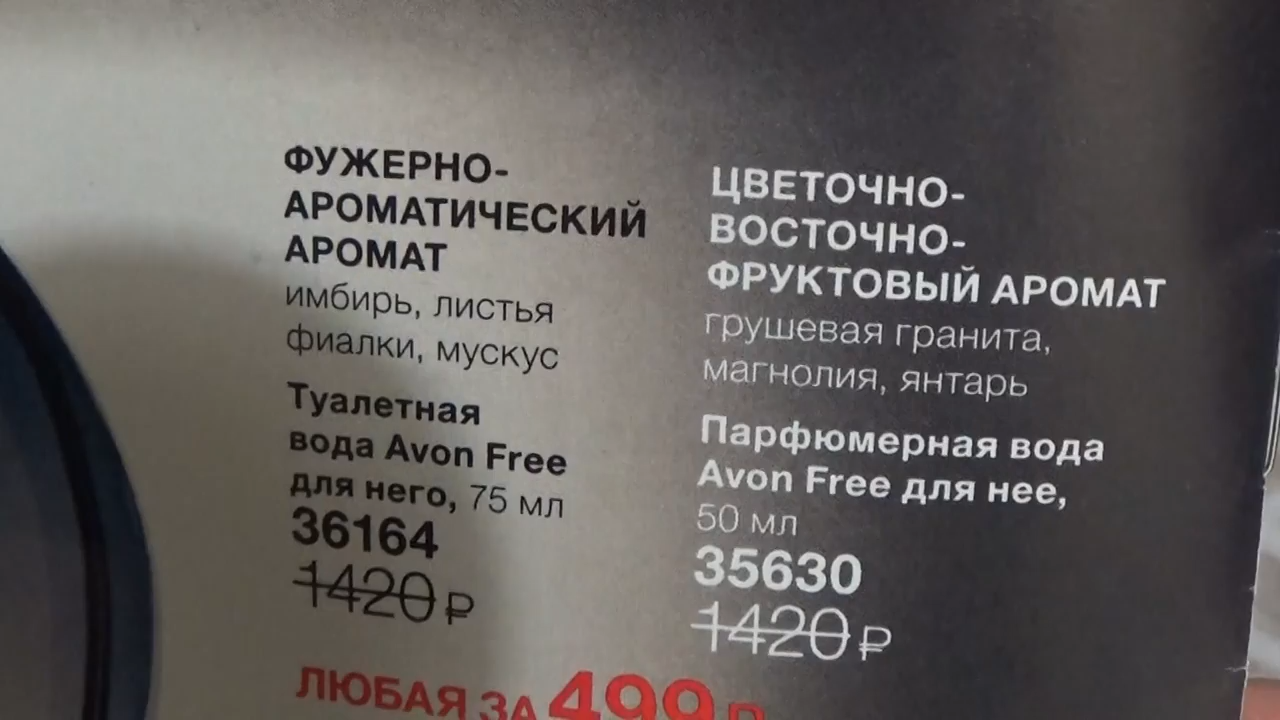 ФУЖЕРНО-
АРОМАТИЧЕСКИЙ
АРОМАТ
имбирь, листья
фиалки, мускус
Туалетная
вода Avon Free
для него, 75 мл
36164
1420 ₽
ЦВЕТОЧНО-
ВОСТОЧНО-
ФРУКТОВЫЙ АРОМАТ
грушевая гранита,
магнолия, янтарь
Парфюмерная вода
Avon Free для нее,
50 мл
35630
1420 ₽
ЛЮБАЯ ЗА 499 ₽